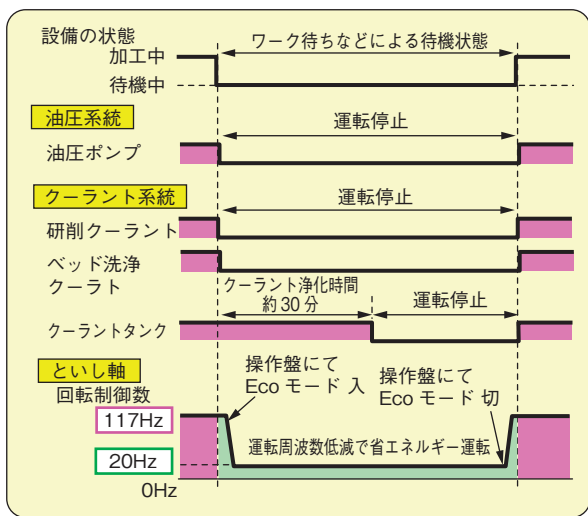 設備の状態
加工中
待機中
ワーク待ちなどによる待機状態
油圧系統
油圧ポンプ
運転停止
クーラント系統
運転停止
研削クーラント
ベッド洗浄
クーラト
クーラント浄化時間
約30分
運転停止
クーラントタンク
といし軸
回転制御数
操作盤にて
Eco モード 入
操作盤にて
Eco モード 切
117Hz
運転周波数低減で省エネルギー運転
20Hz
0Hz